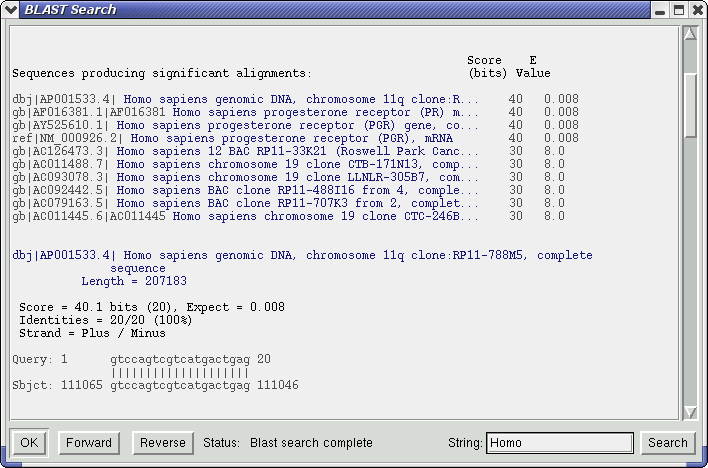 BLAST Search
Score E
Sequences producing significant alignments: (bits) Value
dbj|AP001533.4| Homo sapiens genomic DNA, chromosome 11q clone:R... 40 0.008
gb|AF016381.1|AF016381 Homo sapiens progesterone receptor (PR) m... 40 0.008
gb|AY525610.1| Homo sapiens progesterone receptor (PGR) gene, co... 40 0.008
ref|NM_000926.2| Homo sapiens progesterone receptor (PGR), mRNA 40 0.008
gb|AC126473.3| Homo sapiens 12 BAC RP11-33K21 (Roswell Park Canc... 30 8.0
gb|AC011488.7| Homo sapiens chromosome 19 clone CTB-171N13, comp... 30 8.0
gb|AC093078.3| Homo sapiens chromosome 19 clone LLNLR-305B7, com... 30 8.0
gb|AC092442.5| Homo sapiens BAC clone RP11-488I16 from 4, comple... 30 8.0
gb|AC079163.5| Homo sapiens BAC clone RP11-707K3 from 2, complet... 30 8.0
gb|AC011445.6|AC011445 Homo sapiens chromosome 19 clone CTC-246B... 30 8.0
dbj|AP001533.4| Homo sapiens genomic DNA, chromosome 11q clone:RP11-788M5, complete
sequence
Length = 207183
Score = 40.1 bits (20), Expect = 0.008
Identities = 20/20 (100%)
Strand = Plus / Minus
Query: 1 gtccagtcgtcatgactgag 20
||||||||||||||||||||
Sbjct: 111065 gtccagtcgtcatgactgag 111046
OK Forward Reverse Status: Blast search complete String: Homo Search